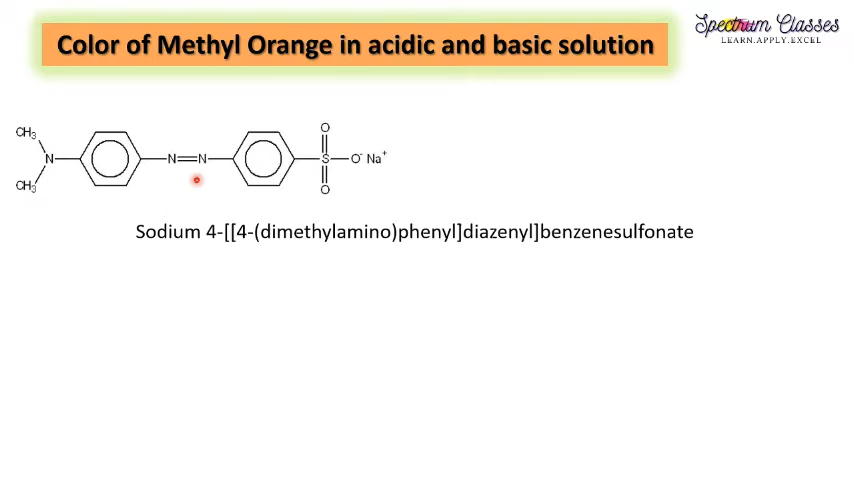 Spectrum Classes
LEARN.APPLY.EXCEL
Color of Methyl Orange in acidic and basic solution
CH3
N
CH3
N
N
O
S
O
O- Na+
Sodium 4-[[4-(dimethylamino)phenyl]diazenyl]benzenesulfonate